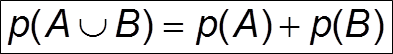 p(A ∪ B) = p(A) + p(B)